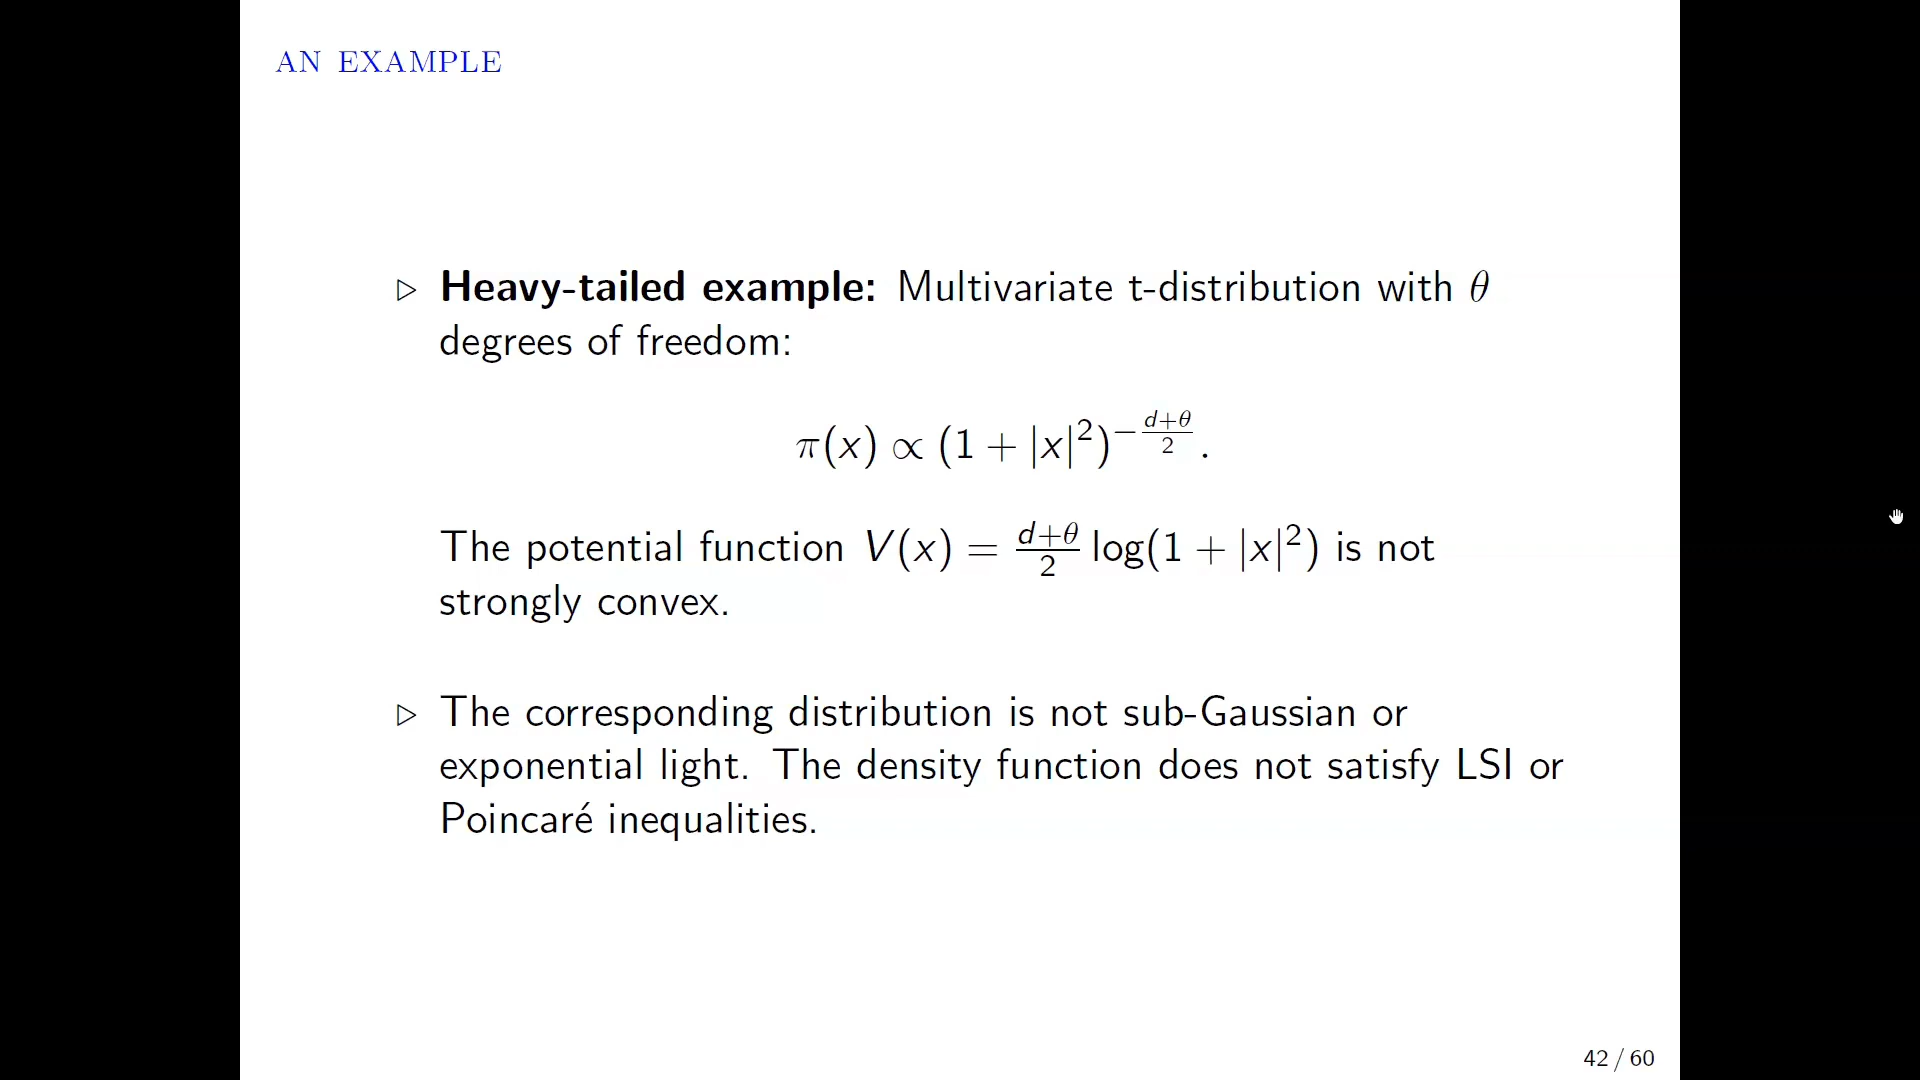 AN EXAMPLE
▷ Heavy-tailed example: Multivariate t-distribution with θ
degrees of freedom:
π(x) ∝ (1 + |x|²)^{−\frac{d+θ}{2}}.
The potential function V(x) = \frac{d+θ}{2} log(1 + |x|²) is not
strongly convex.
▷ The corresponding distribution is not sub-Gaussian or
exponential light. The density function does not satisfy LSI or
Poincaré inequalities.
42 / 60